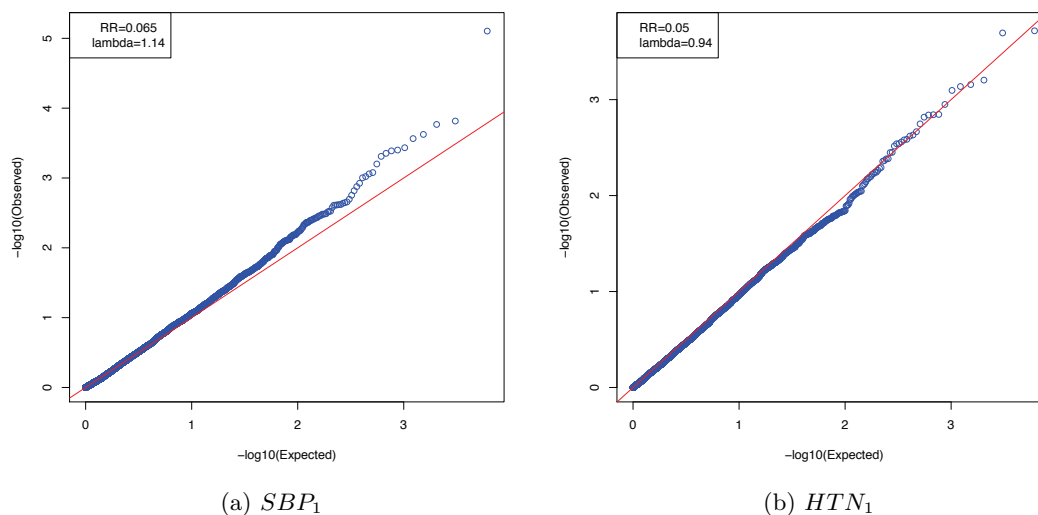 RR=0.065
lambda=1.14
5
4
3
2
1
0
−log10(Observed)
0 1 2 3
−log10(Expected)
(a) SBP₁
RR=0.05
lambda=0.94
3
2
1
0
−log10(Observed)
0 1 2 3
−log10(Expected)
(b) HTN₁